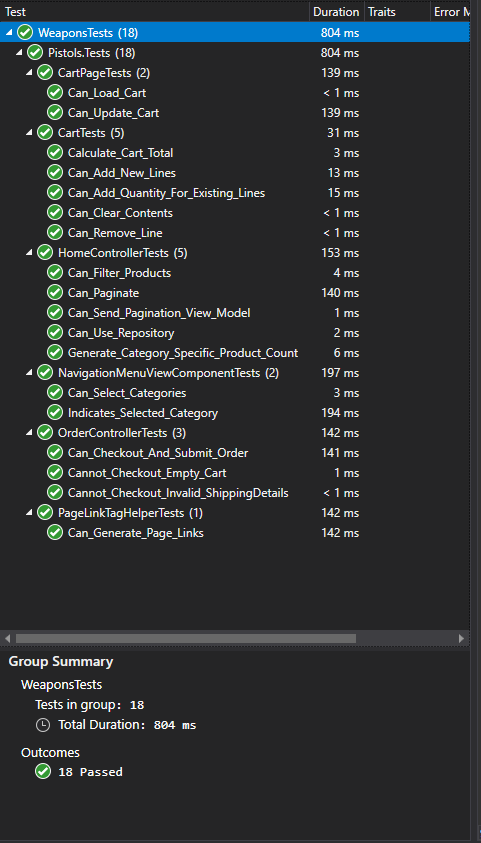 Test Duration Traits Error M
WeaponsTests (18) 804 ms
Pistols.Tests (18) 804 ms
CartPageTests (2) 139 ms
Can_Load_Cart < 1 ms
Can_Update_Cart 139 ms
CartTests (5) 31 ms
Calculate_Cart_Total 3 ms
Can_Add_New_Lines 13 ms
Can_Add_Quantity_For_Existing_Lines 15 ms
Can_Clear_Contents < 1 ms
Can_Remove_Line < 1 ms
HomeControllerTests (5) 153 ms
Can_Filter_Products 4 ms
Can_Paginate 140 ms
Can_Send_Pagination_View_Model 1 ms
Can_Use_Repository 2 ms
Generate_Category_Specific_Product_Count 6 ms
NavigationMenuViewComponentTests (2) 197 ms
Can_Select_Categories 3 ms
Indicates_Selected_Category 194 ms
OrderControllerTests (3) 142 ms
Can_Checkout_And_Submit_Order 141 ms
Cannot_Checkout_Empty_Cart 1 ms
Cannot_Checkout_Invalid_ShippingDetails < 1 ms
PageLinkTagHelperTests (1) 142 ms
Can_Generate_Page_Links 142 ms
Group Summary
WeaponsTests
Tests in group: 18
Total Duration: 804 ms
Outcomes
18 Passed